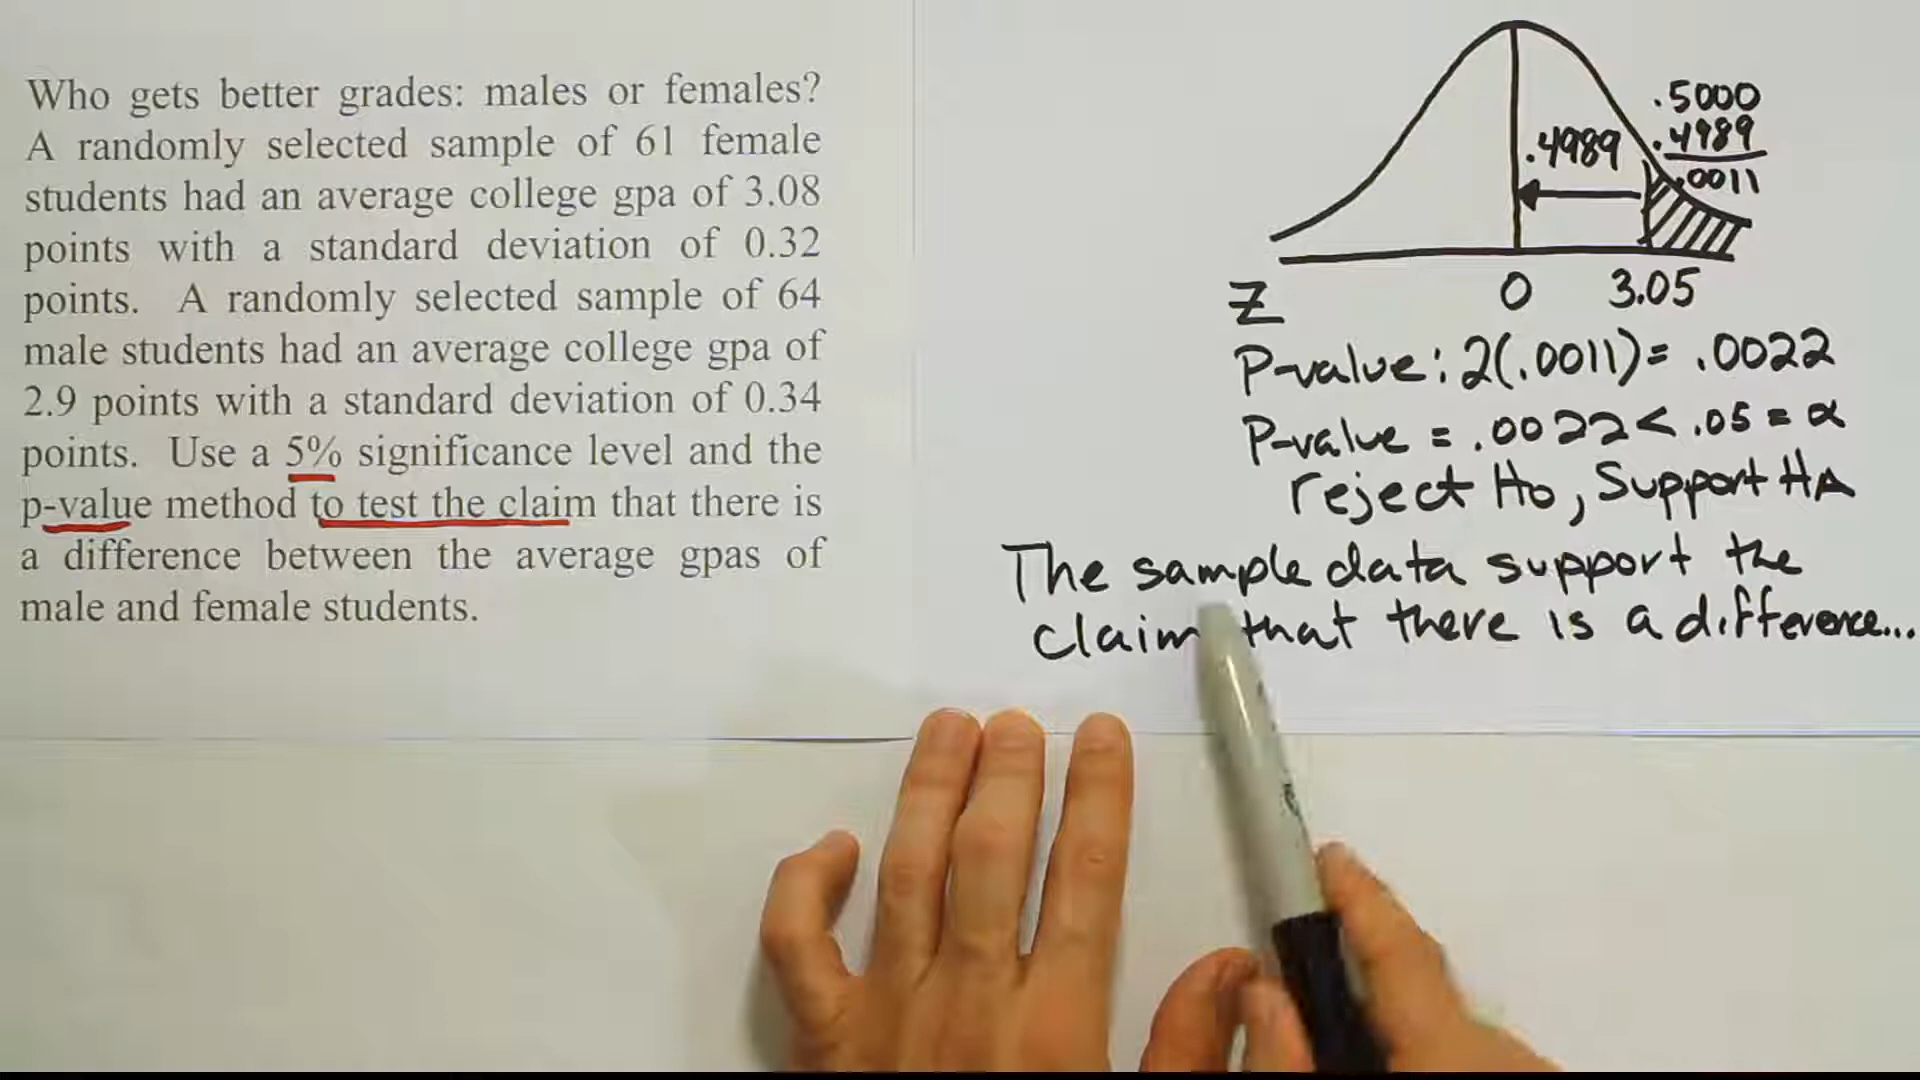 Who gets better grades: males or females?
A randomly selected sample of 61 female
students had an average college gpa of 3.08
points with a standard deviation of 0.32
points. A randomly selected sample of 64
male students had an average college gpa of
2.9 points with a standard deviation of 0.34
points. Use a 5% significance level and the
p-value method to test the claim that there is
a difference between the average gpas of
male and female students.
.5000
.4989
.4989
.0011
Z 0 3.05
P-value: 2(.0011) = .0022
P-value = .0022 < .05 = α
reject Ho, Support HA
The sample data support the
claim that there is a difference...